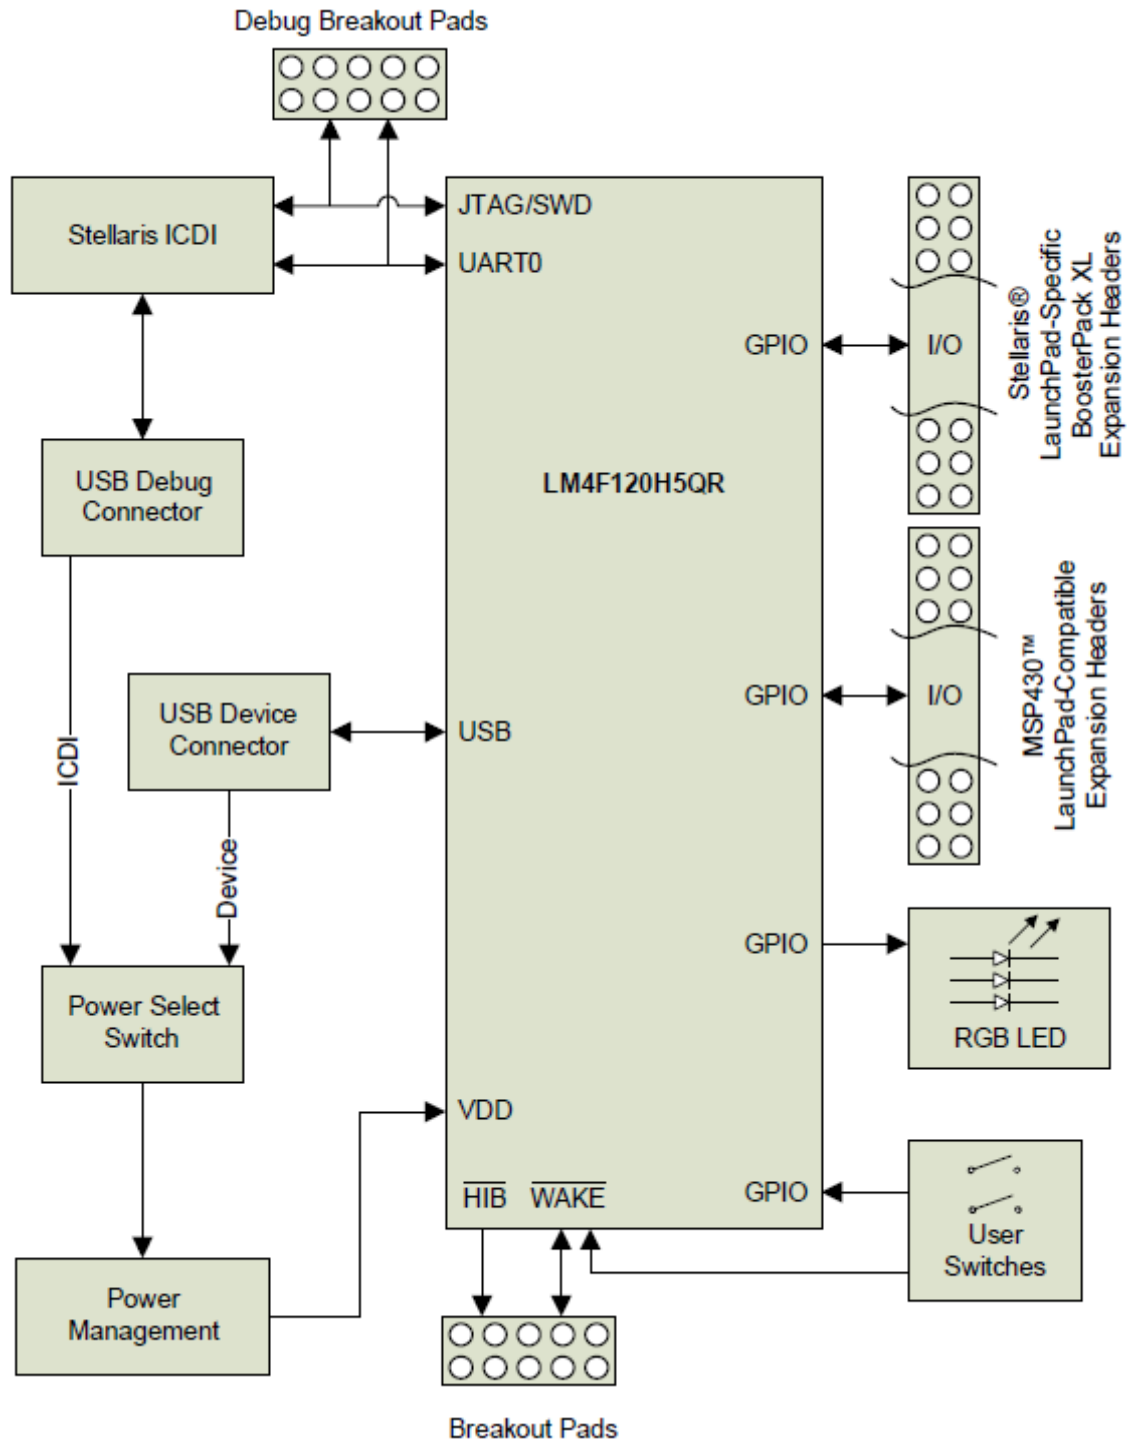 Debug Breakout Pads
Stellaris ICDI
JTAG/SWD
UART0
GPIO
I/O
Stellaris®
LaunchPad-Specific
BoosterPack XL
Expansion Headers
USB Debug
Connector
LM4F120H5QR
GPIO
I/O
MSP430™
LaunchPad-Compatible
Expansion Headers
USB Device
Connector
USB
ICDI
Device
GPIO
RGB LED
Power Select
Switch
VDD
HIB
WAKE
GPIO
User
Switches
Power
Management
Breakout Pads